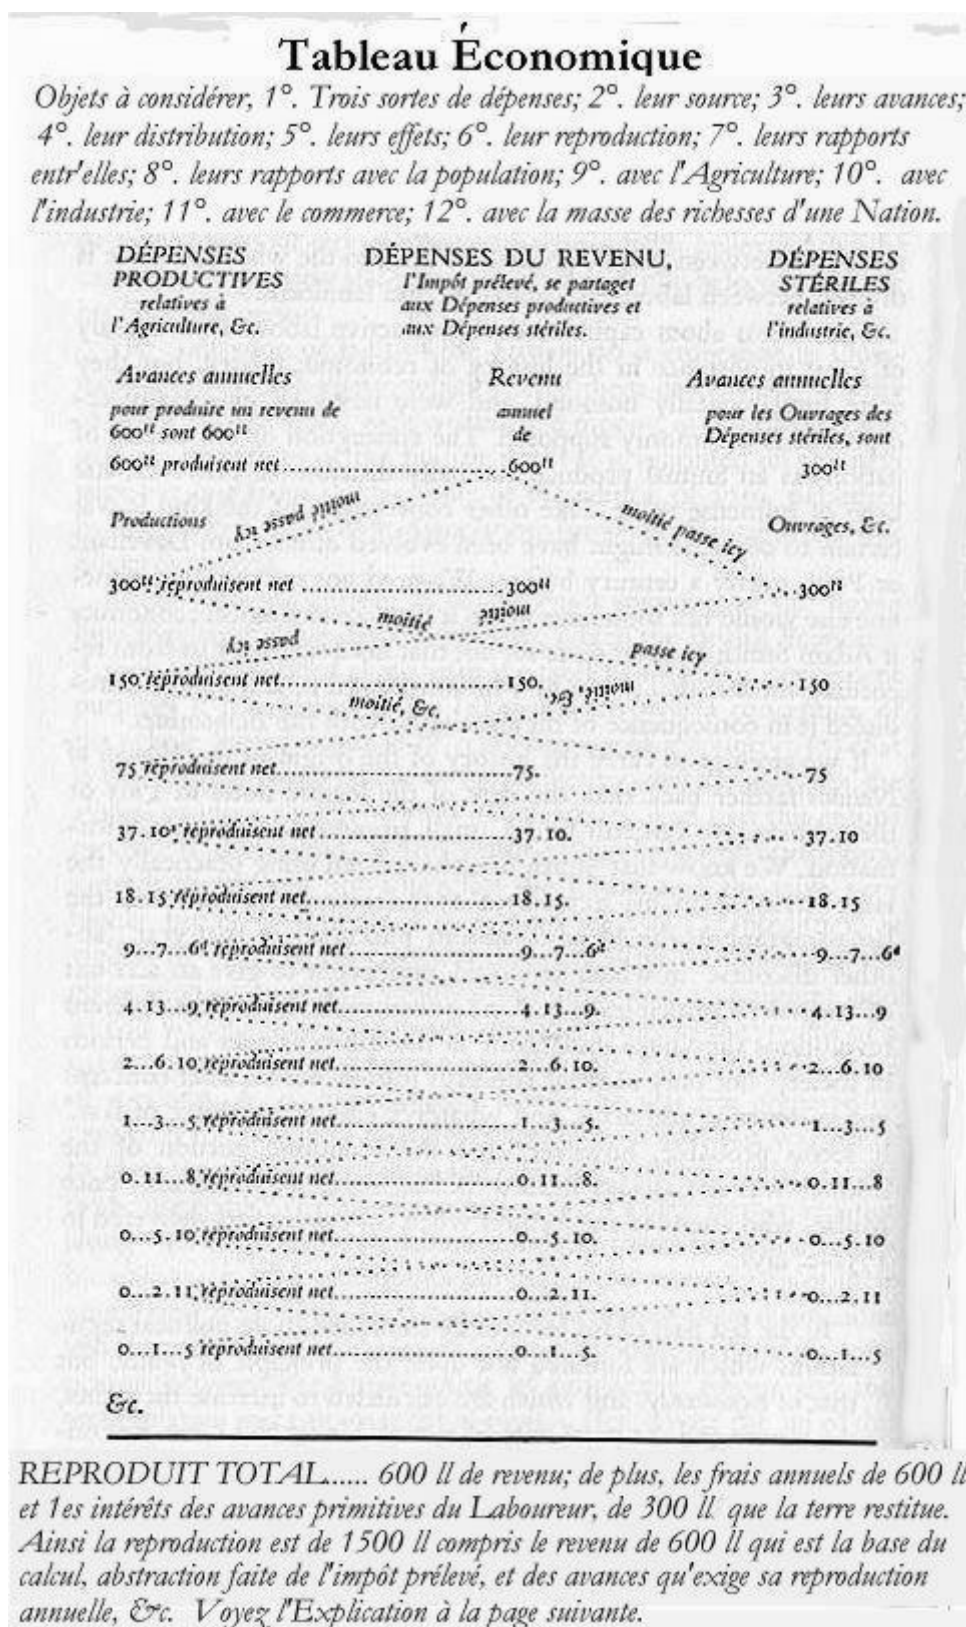 Tableau Économique
Objets à considérer, 1°. Trois sortes de dépenses; 2°. leur source; 3°. leurs avances;
4°. leur distribution; 5°. leurs effets; 6°. leur reproduction; 7°. leurs rapports
entr'elles; 8°. leurs rapports avec la population; 9°. avec l'Agriculture; 10°. avec
l'industrie; 11°. avec le commerce; 12°. avec la masse des richesses d'une Nation.
DÉPENSES PRODUCTIVES relatives à l'Agriculture, &c.
DÉPENSES DU REVENU,
l'Impôt prélevé, se partaget
aux Dépenses productives et
aux Dépenses stériles.
DÉPENSES STÉRILES relatives à l'industrie, &c.
Avances annuelles
pour produire un revenu de
600ll sont 600ll
Revenu
annuel
de
Avances annuelles
pour les Ouvrages des
Dépenses stériles, sont
600ll produisent net 600ll 300ll
Productions moitié passe icy moitié passe icy Ouvrages, &c.
300ll reproduisent net 300ll 300ll
moitié moitié
passe icy passe icy
150. reproduisent net 150. 150
moitié, &c. moitié, &c.
75 reproduisent net 75. 75
37.10s reproduisent net 37.10. 37.10
18.15 reproduisent net 18.15. 18.15
9...7...6d reproduisent net 9...7...6d 9...7...6d
4.13...9 reproduisent net 4.13...9. 4.13...9
2...6.10 reproduisent net 2...6.10. 2...6.10
1...3...5 reproduisent net 1...3...5. 1...3...5
0.11...8 reproduisent net 0.11...8. 0.11...8
0...5.10 reproduisent net 0...5.10. 0...5.10
0...2.11 reproduisent net 0...2.11. 0...2.11
0...1...5 reproduisent net 0...1...5. 0...1...5
&c.
REPRODUIT TOTAL...... 600 ll de revenu; de plus, les frais annuels de 600 ll
et les intérêts des avances primitives du Laboureur, de 300 ll que la terre restitue.
Ainsi la reproduction est de 1500 ll compris le revenu de 600 ll qui est la base du
calcul, abstraction faite de l'impôt prélevé, et des avances qu'exige sa reproduction
annuelle, &c. Voyez l'Explication à la page suivante.